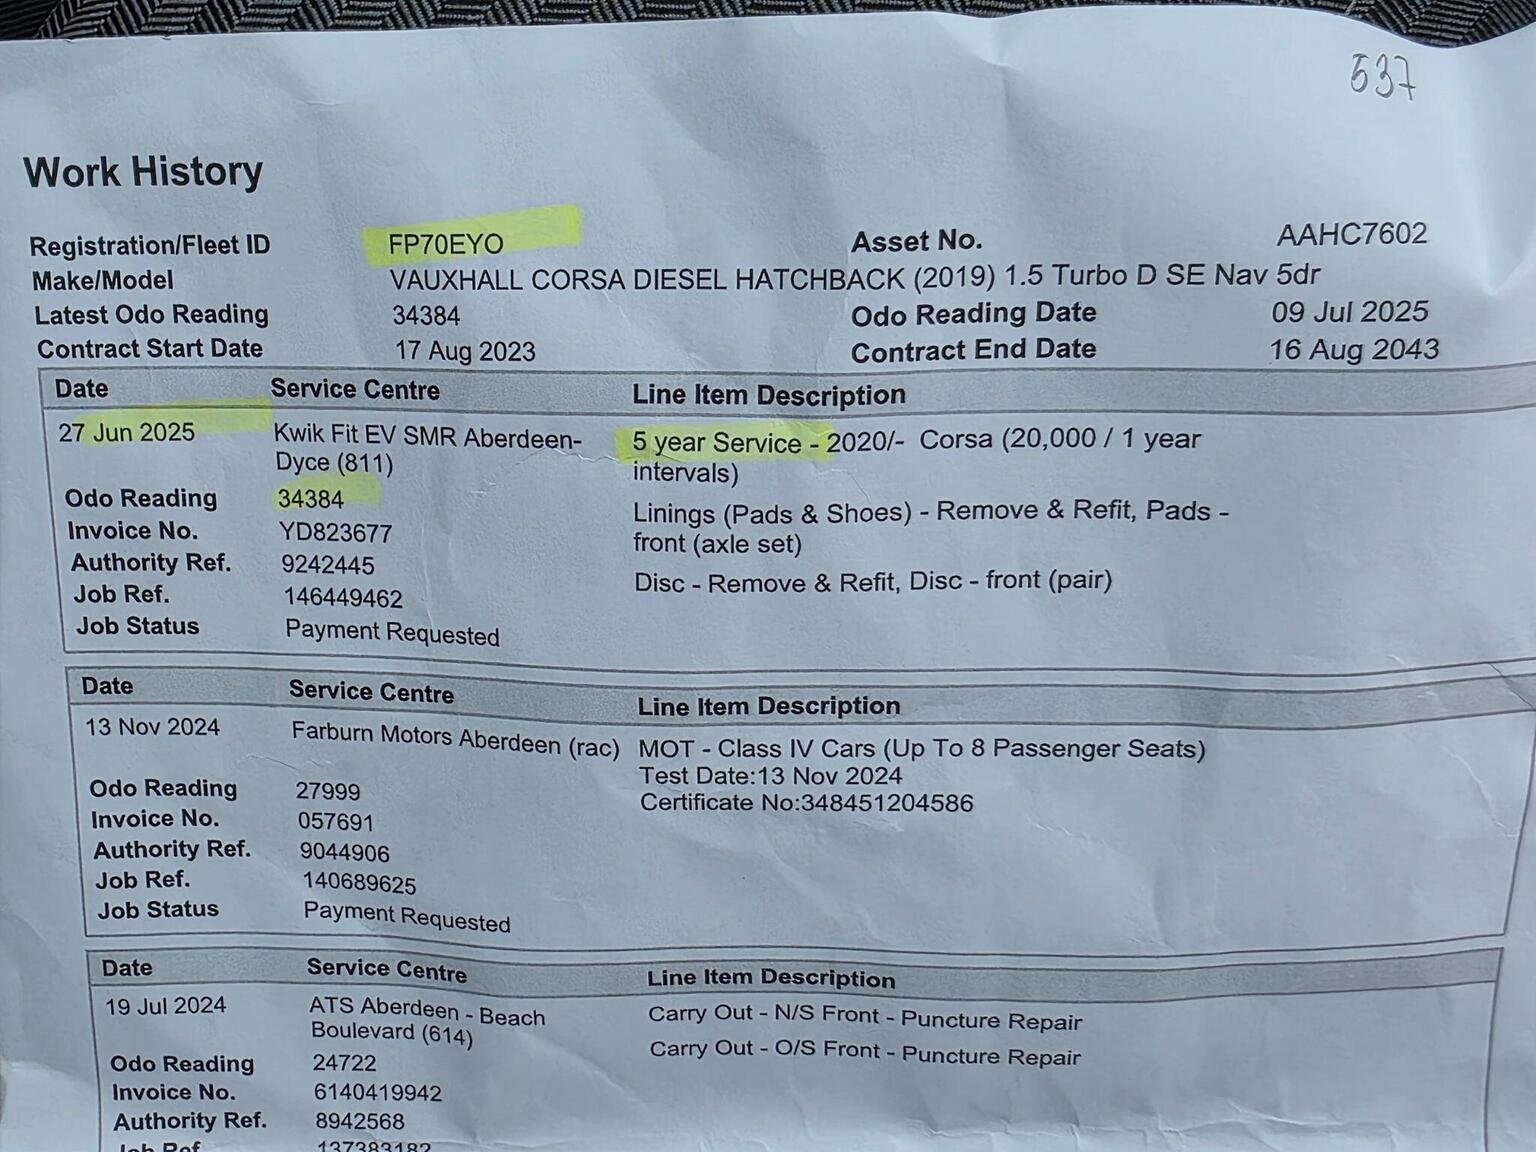 537
Work History
Registration/Fleet ID FP70EYO Asset No. AAHC7602
Make/Model VAUXHALL CORSA DIESEL HATCHBACK (2019) 1.5 Turbo D SE Nav 5dr
Latest Odo Reading 34384 Odo Reading Date 09 Jul 2025
Contract Start Date 17 Aug 2023 Contract End Date 16 Aug 2043
Date Service Centre Line Item Description
27 Jun 2025 Kwik Fit EV SMR Aberdeen- 5 year Service - 2020/- Corsa (20,000 / 1 year
Dyce (811) intervals)
Odo Reading 34384 Linings (Pads & Shoes) - Remove & Refit, Pads -
Invoice No. YD823677 front (axle set)
Authority Ref. 9242445 Disc - Remove & Refit, Disc - front (pair)
Job Ref. 146449462
Job Status Payment Requested
Date Service Centre Line Item Description
13 Nov 2024 Farburn Motors Aberdeen (rac) MOT - Class IV Cars (Up To 8 Passenger Seats)
Test Date:13 Nov 2024
Odo Reading 27999 Certificate No:348451204586
Invoice No. 057691
Authority Ref. 9044906
Job Ref. 140689625
Job Status Payment Requested
Date Service Centre Line Item Description
19 Jul 2024 ATS Aberdeen - Beach Carry Out - N/S Front - Puncture Repair
Boulevard (614) Carry Out - O/S Front - Puncture Repair
Odo Reading 24722
Invoice No. 6140419942
Authority Ref. 8942568
Job Ref. 137383182